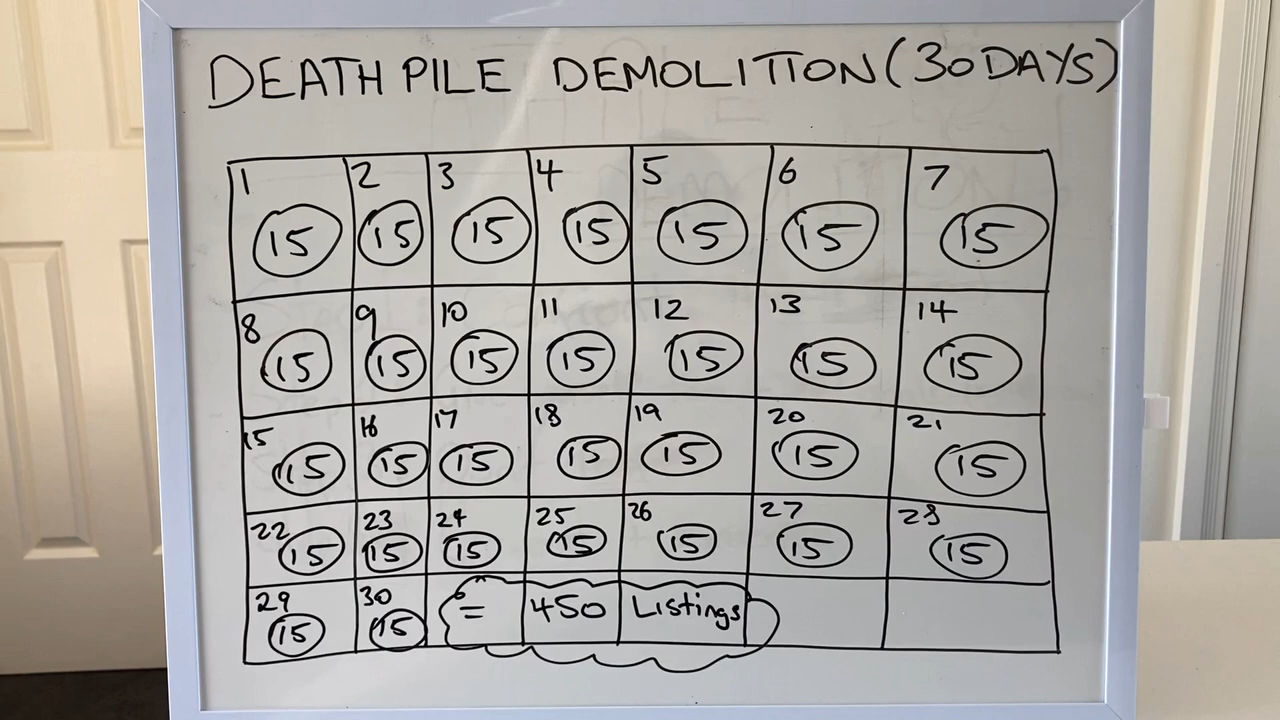 DEATH PILE DEMOLITION (30 DAYS)
1 2 3 4 5 6 7
15 15 15 15 15 15 15
8 9 10 11 12 13 14
15 15 15 15 15 15 15
15 16 17 18 19 20 21
15 15 15 15 15 15 15
22 23 24 25 26 27 28
15 15 15 15 15 15 15
29 30 = 450 Listings
15 15